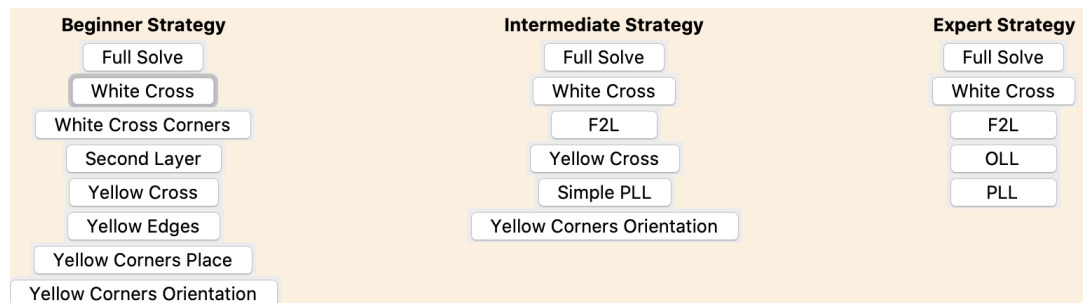 Beginner Strategy
Full Solve
White Cross
White Cross Corners
Second Layer
Yellow Cross
Yellow Edges
Yellow Corners Place
Yellow Corners Orientation
Intermediate Strategy
Full Solve
White Cross
F2L
Yellow Cross
Simple PLL
Yellow Corners Orientation
Expert Strategy
Full Solve
White Cross
F2L
OLL
PLL